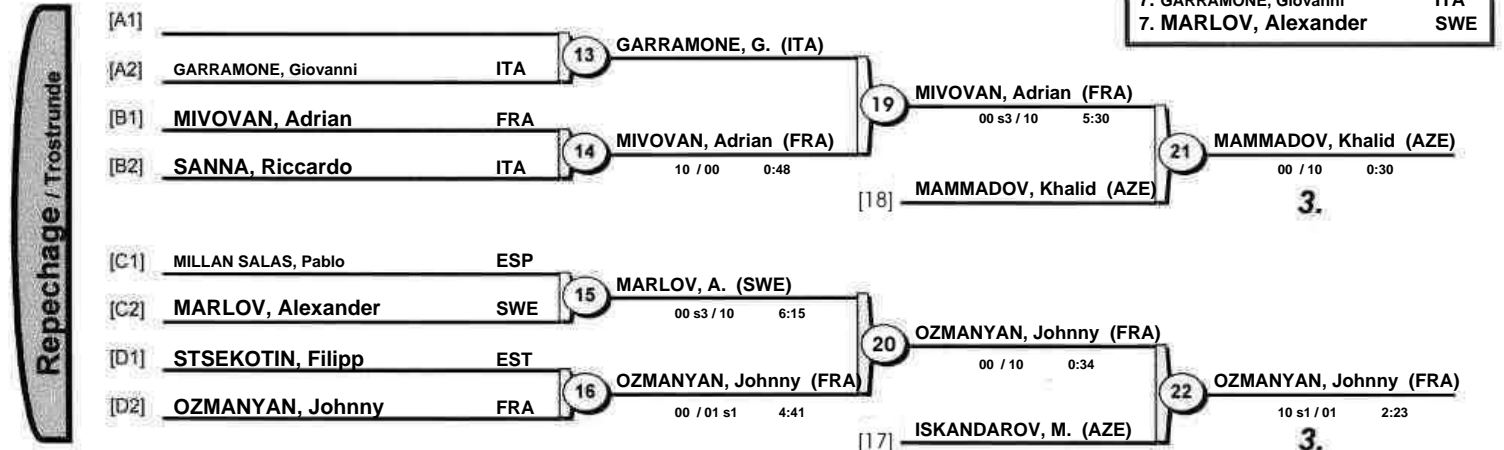 7. GARRAMONE, Giovanni ITA
7. MARLOV, Alexander SWE
Repechage / Trostrunde
[A1]
13
GARRAMONE, G. (ITA)
[A2] GARRAMONE, Giovanni ITA
19
MIVOVAN, Adrian (FRA)
00 s3 / 10 5:30
[B1] MIVOVAN, Adrian FRA
14
MIVOVAN, Adrian (FRA)
10 / 00 0:48
[B2] SANNA, Riccardo ITA
21
MAMMADOV, Khalid (AZE)
00 / 10 0:30
[18] MAMMADOV, Khalid (AZE)
3.
[C1] MILLAN SALAS, Pablo ESP
15
MARLOV, A. (SWE)
00 s3 / 10 6:15
[C2] MARLOV, Alexander SWE
20
OZMANYAN, Johnny (FRA)
00 / 10 0:34
[D1] STSEKOTIN, Filipp EST
16
OZMANYAN, Johnny (FRA)
00 / 01 s1 4:41
[D2] OZMANYAN, Johnny FRA
22
OZMANYAN, Johnny (FRA)
10 s1 / 01 2:23
[17] ISKANDAROV, M. (AZE)
3.